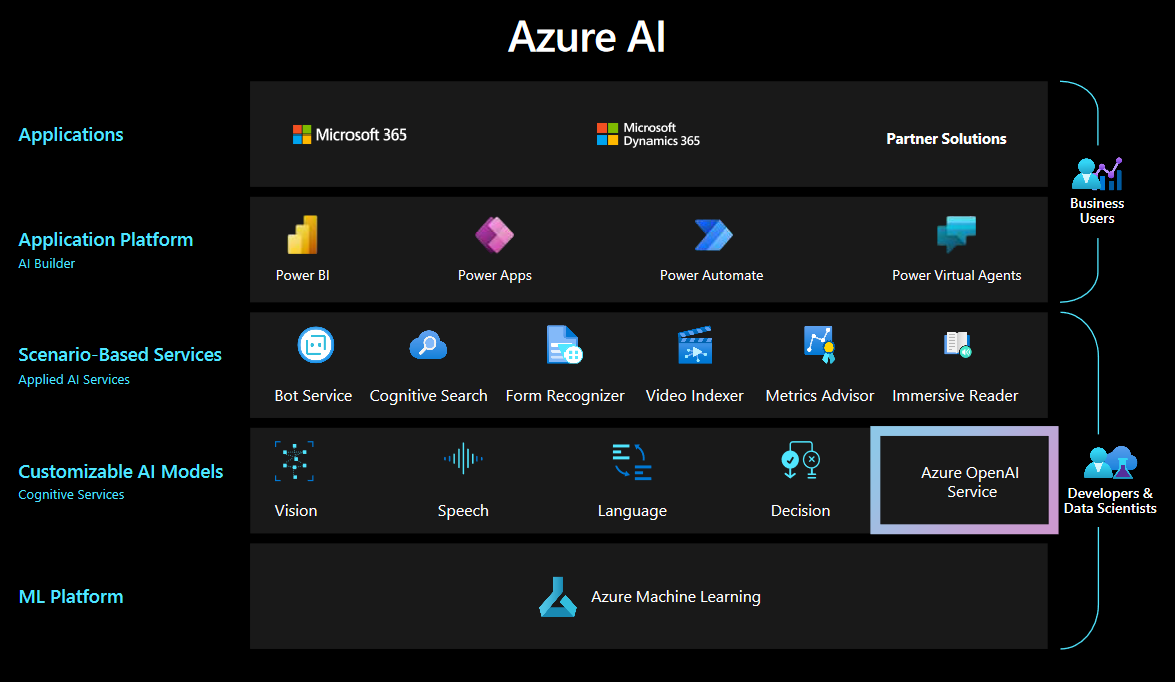 Azure AI
Applications
Microsoft 365
Microsoft
Dynamics 365
Partner Solutions
Business
Users
Application Platform
AI Builder
Power BI
Power Apps
Power Automate
Power Virtual Agents
Scenario-Based Services
Applied AI Services
Bot Service
Cognitive Search
Form Recognizer
Video Indexer
Metrics Advisor
Immersive Reader
Customizable AI Models
Cognitive Services
Vision
Speech
Language
Decision
Azure OpenAI
Service
Developers &
Data Scientists
ML Platform
Azure Machine Learning